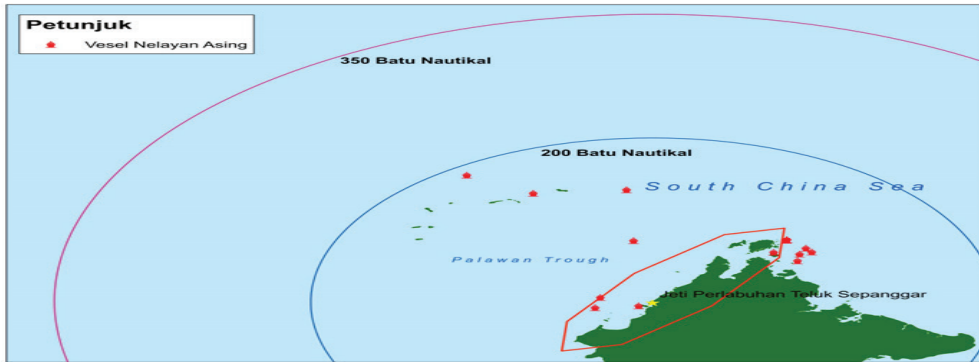 Petunjuk
Vesel Nelayan Asing
350 Batu Nautikal
200 Batu Nautikal
South China Sea
Palawan Trough
Jeti Perlabuhan Teluk Sepanggar